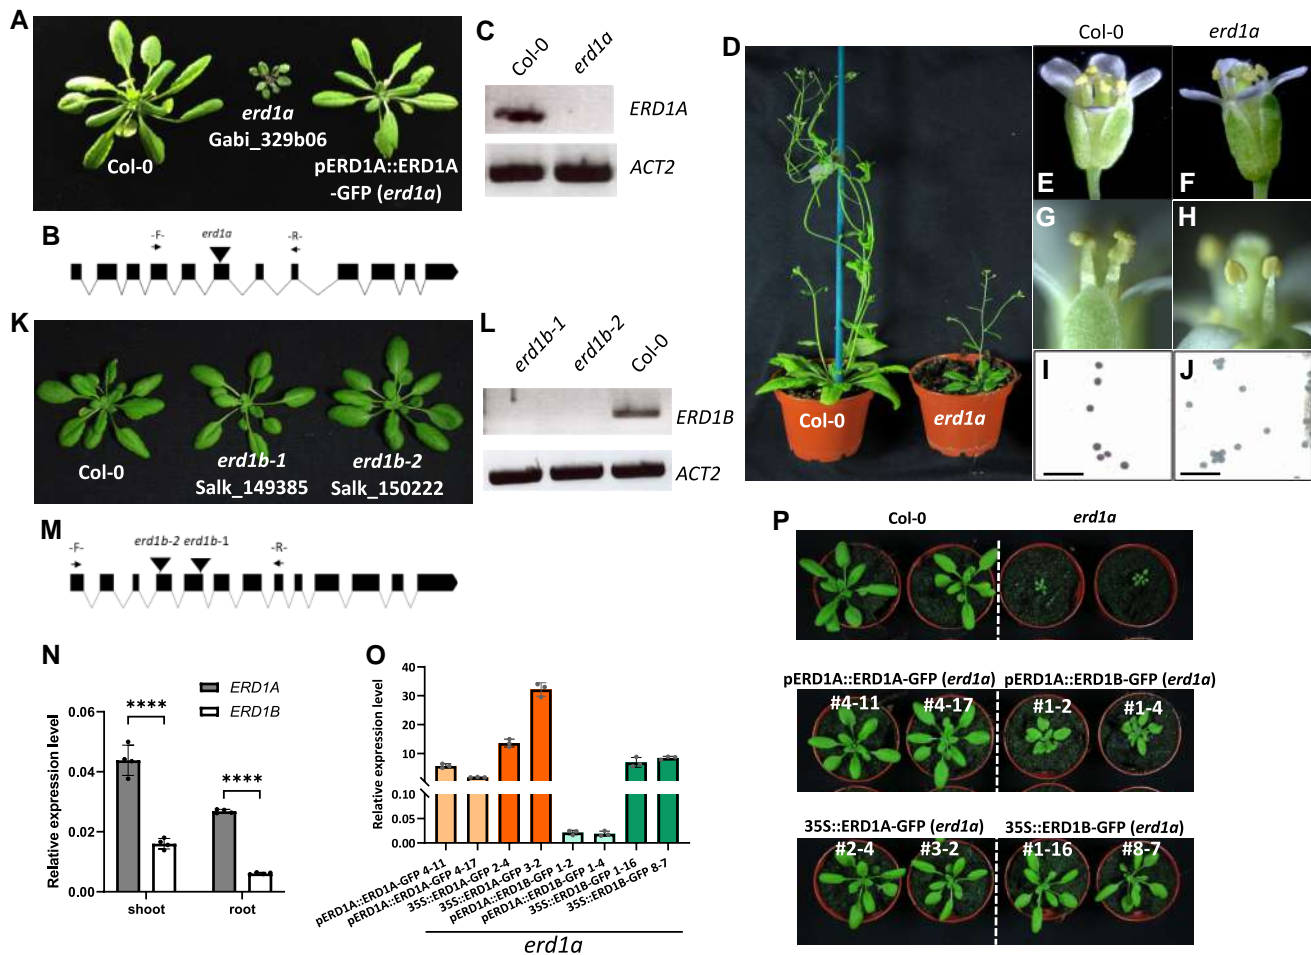 A
Col-0
erd1a
Gabi_329b06
pERD1A::ERD1A
-GFP (erd1a)
B
-F-
erd1a
-R-
C
Col-0
erd1a
ERD1A
ACT2
D
Col-0
erd1a
Col-0
erd1a
E
F
G
H
I
J
K
Col-0
erd1b-1
Salk_149385
erd1b-2
Salk_150222
L
erd1b-1
erd1b-2
Col-0
ERD1B
ACT2
M
-F-
erd1b-2
erd1b-1
-R-
N
ERD1A
ERD1B
****
****
Relative expression level
0.06
0.04
0.02
0.00
shoot
root
O
Relative expression level
40
30
20
10
0.10
0.05
0.00
pERD1A::ERD1A-GFP 4-11
pERD1A::ERD1A-GFP 4-17
35S::ERD1A-GFP 2-4
35S::ERD1A-GFP 3-2
pERD1A::ERD1B-GFP 1-2
pERD1A::ERD1B-GFP 1-4
35S::ERD1B-GFP 1-16
35S::ERD1B-GFP 8-7
erd1a
P
Col-0
erd1a
pERD1A::ERD1A-GFP (erd1a)
pERD1A::ERD1B-GFP (erd1a)
#4-11
#4-17
#1-2
#1-4
35S::ERD1A-GFP (erd1a)
35S::ERD1B-GFP (erd1a)
#2-4
#3-2
#1-16
#8-7